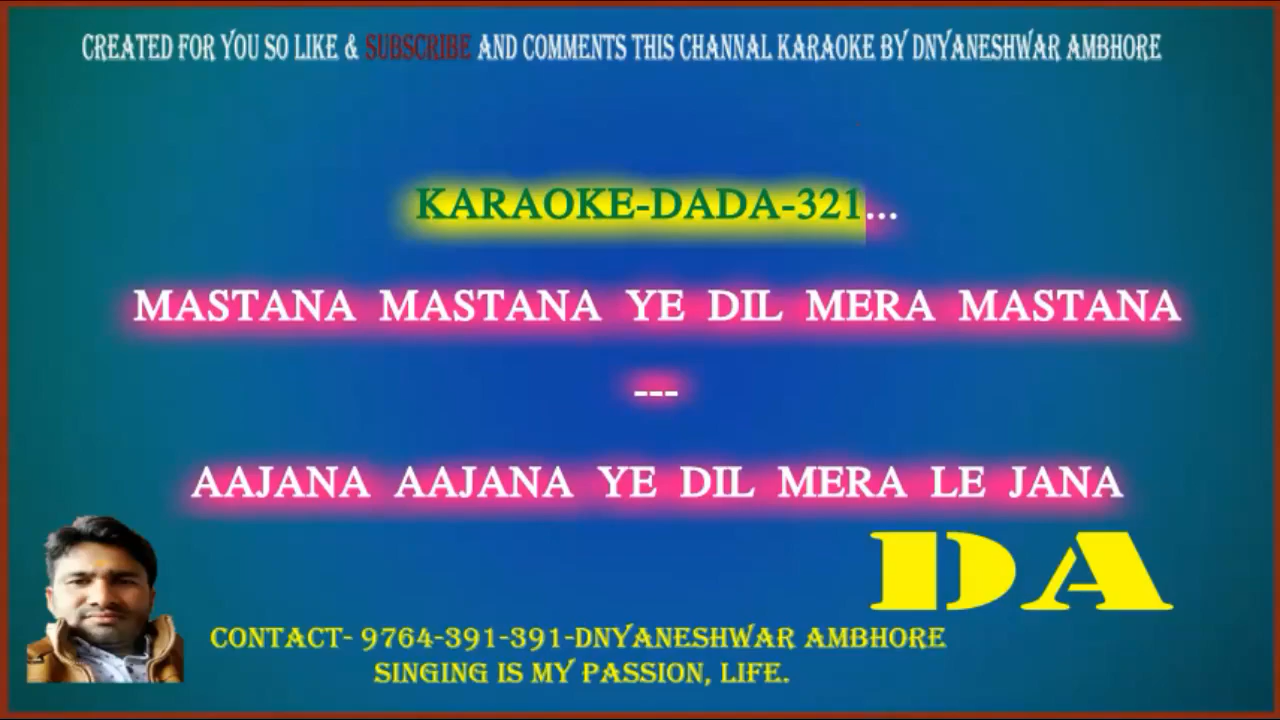 CREATED FOR YOU SO LIKE & SUBSCRIBE AND COMMENTS THIS CHANNAL KARAOKE BY DNYANESHWAR AMBHORE
KARAOKE-DADA-321...
MASTANA MASTANA YE DIL MERA MASTANA
---
AAJANA AAJANA YE DIL MERA LE JANA
DA
CONTACT- 9764-391-391-DNYANESHWAR AMBHORE
SINGING IS MY PASSION, LIFE.